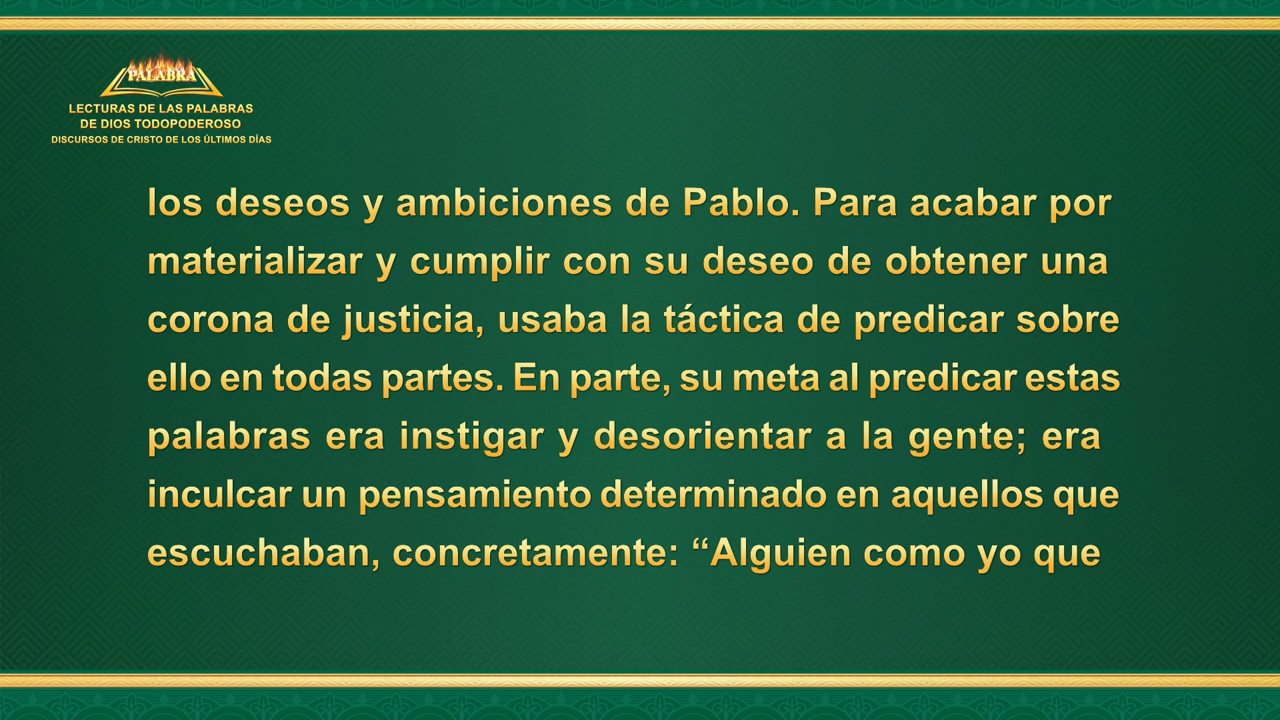 PALABRA
LECTURAS DE LAS PALABRAS
DE DIOS TODOPODEROSO
DISCURSOS DE CRISTO DE LOS ÚLTIMOS DÍAS
los deseos y ambiciones de Pablo. Para acabar por
materializar y cumplir con su deseo de obtener una
corona de justicia, usaba la táctica de predicar sobre
ello en todas partes. En parte, su meta al predicar estas
palabras era instigar y desorientar a la gente; era
inculcar un pensamiento determinado en aquellos que
escuchaban, concretamente: “Alguien como yo que